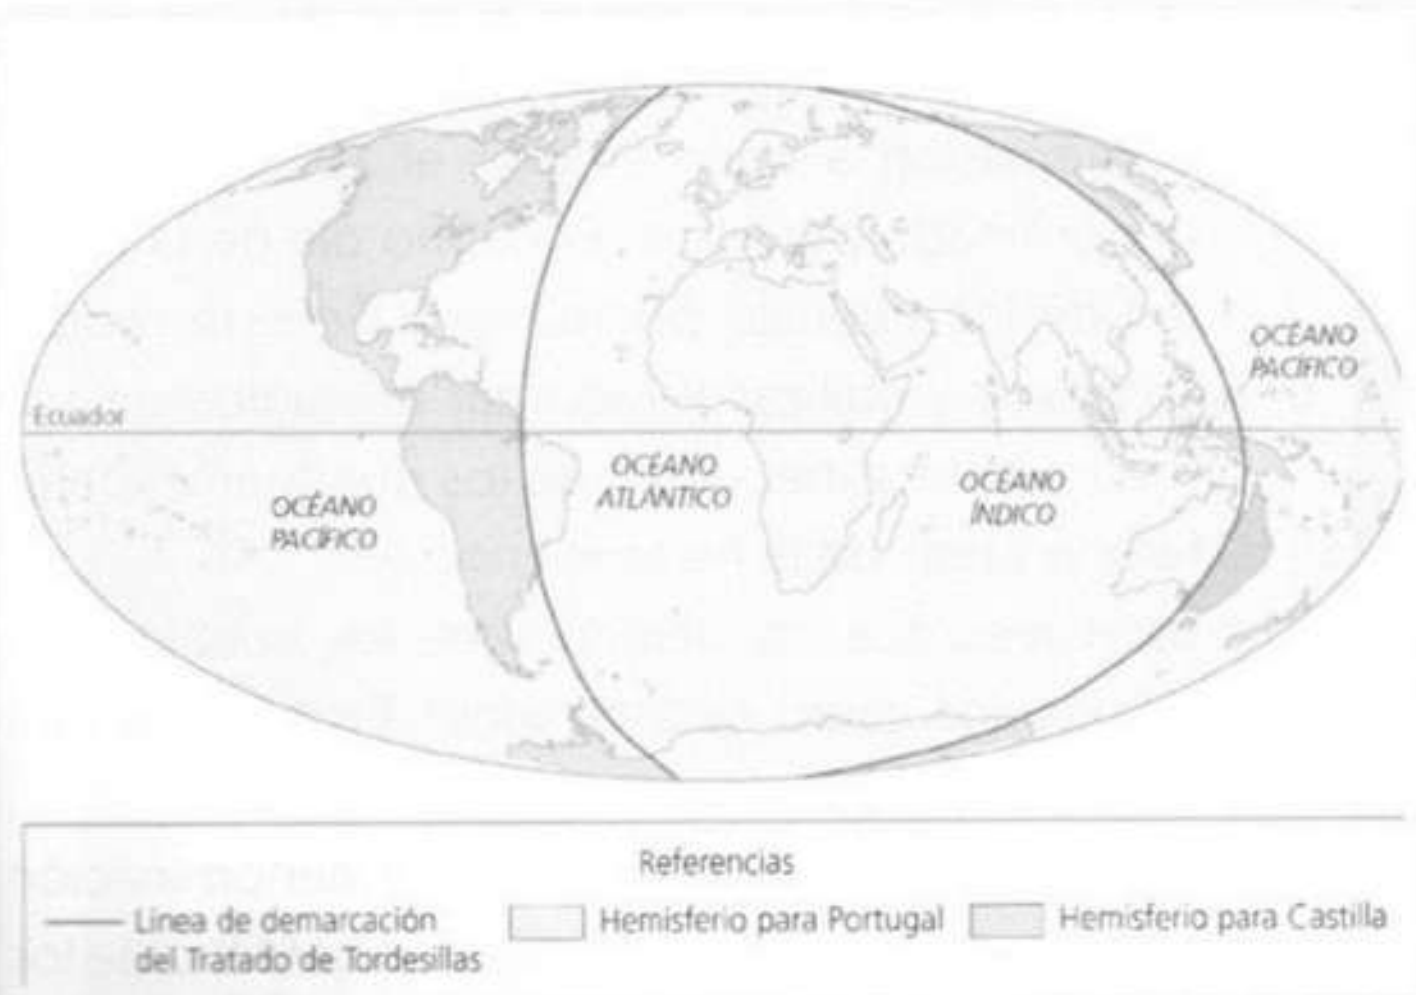 Ecuador
OCÉANO
PACÍFICO
OCÉANO
ATLÁNTICO
OCÉANO
ÍNDICO
OCÉANO
PACÍFICO
Referencias
Línea de demarcación
del Tratado de Tordesillas
Hemisferio para Portugal
Hemisferio para Castilla